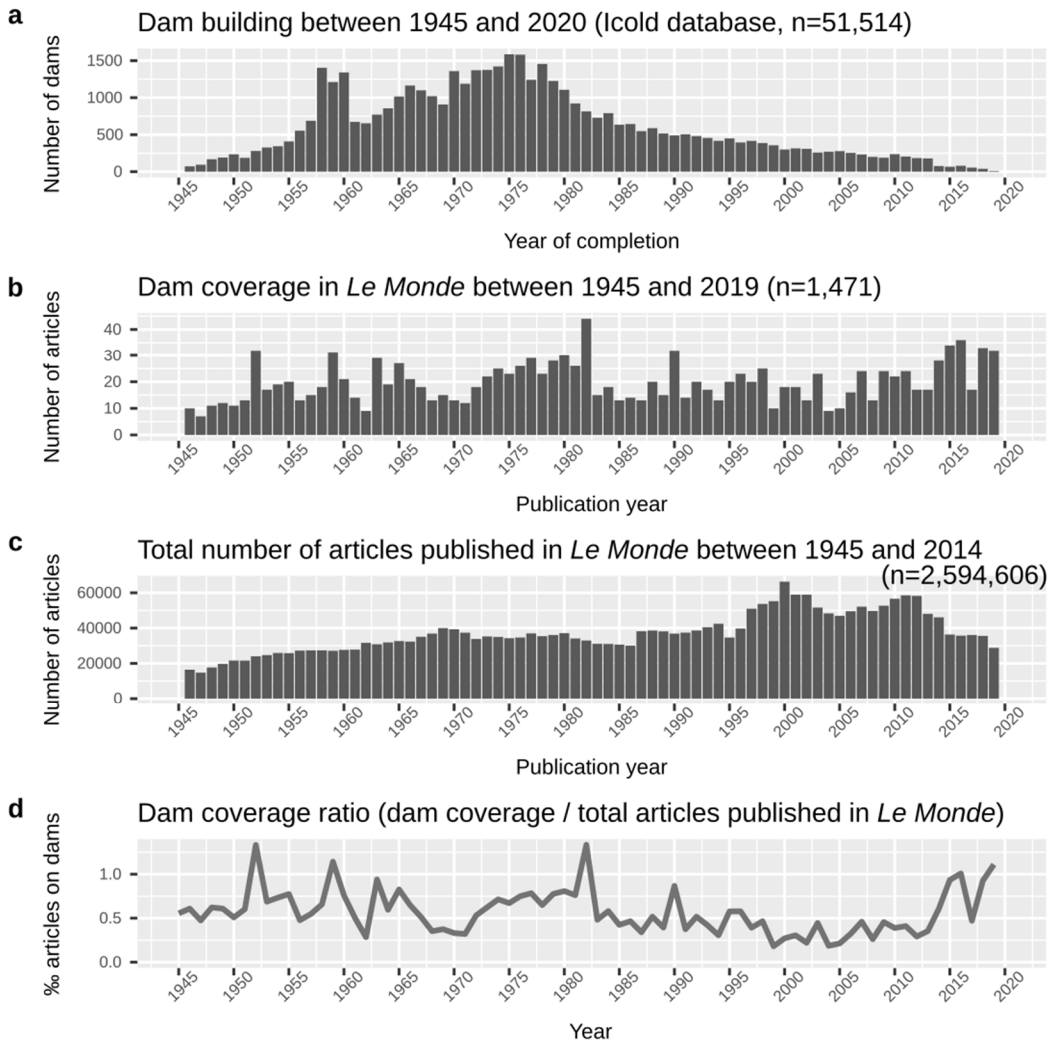 a
Dam building between 1945 and 2020 (Icold database, n=51,514)
Number of dams
1500
1000
500
0
1945 1950 1955 1960 1965 1970 1975 1980 1985 1990 1995 2000 2005 2010 2015 2020
Year of completion
b
Dam coverage in Le Monde between 1945 and 2019 (n=1,471)
Number of articles
40
30
20
10
0
1945 1950 1955 1960 1965 1970 1975 1980 1985 1990 1995 2000 2005 2010 2015 2020
Publication year
c
Total number of articles published in Le Monde between 1945 and 2014
(n=2,594,606)
Number of articles
60000
40000
20000
0
1945 1950 1955 1960 1965 1970 1975 1980 1985 1990 1995 2000 2005 2010 2015 2020
Publication year
d
Dam coverage ratio (dam coverage / total articles published in Le Monde)
‰ articles on dams
1.0
0.5
0.0
1945 1950 1955 1960 1965 1970 1975 1980 1985 1990 1995 2000 2005 2010 2015 2020
Year